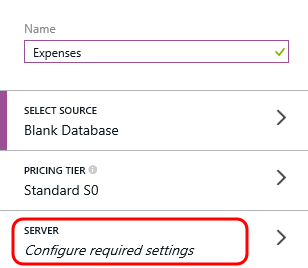 Name
Expenses
SELECT SOURCE
Blank Database
PRICING TIER
Standard S0
SERVER
Configure required settings